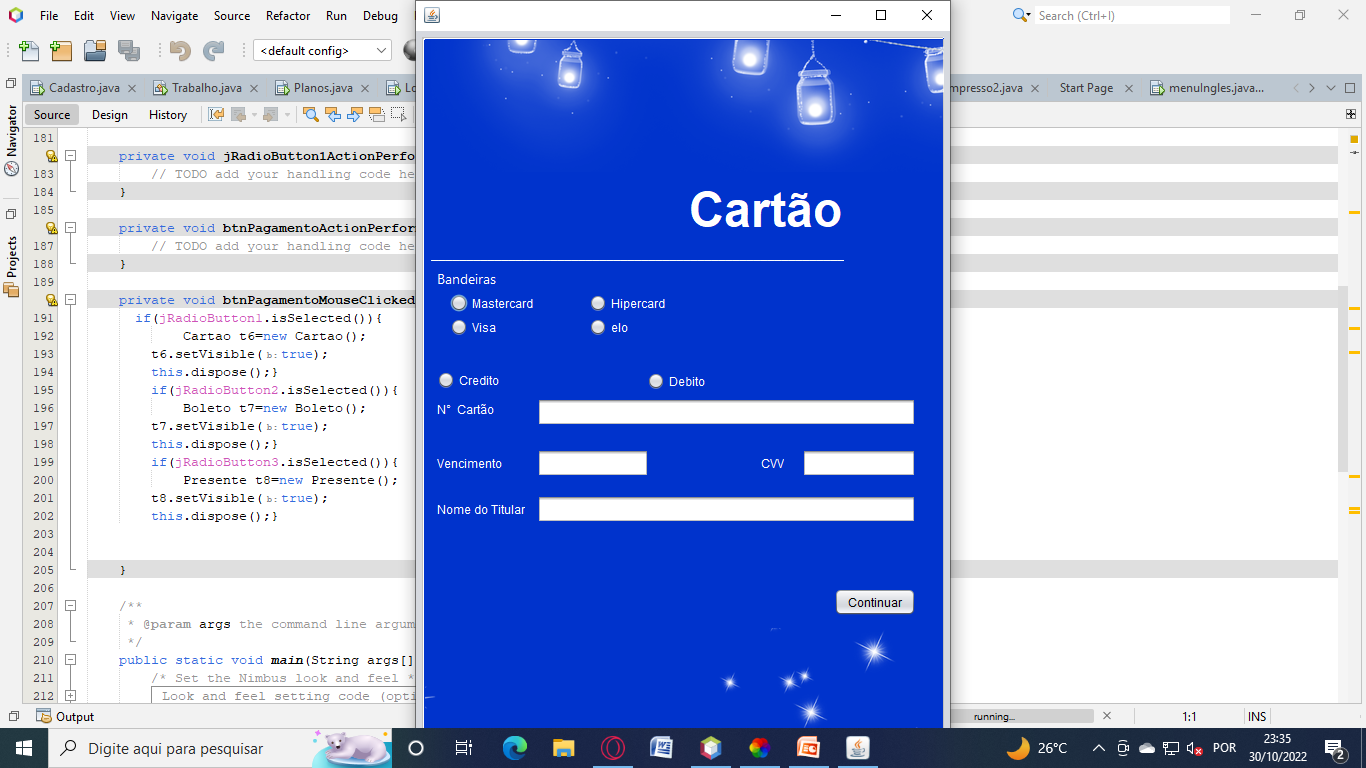 File Edit View Navigate Source Refactor Run Debug
Search (Ctrl+I)
<default config>
Cadastro.java Trabalho.java Planos.java Lo
mpresso2.java Start Page menuIngles.java...
Source Design History
Navigator
Projects
181
private void jRadioButton1ActionPerfo
183 // TODO add your handling code he
184 }
185
private void btnPagamentoActionPerfor
187 // TODO add your handling code he
188 }
189
private void btnPagamentoMouseClicked
191 if(jRadioButton1.isSelected()){
192 Cartao t6=new Cartao();
193 t6.setVisible(b:true);
194 this.dispose();}
195 if(jRadioButton2.isSelected()){
196 Boleto t7=new Boleto();
197 t7.setVisible(b:true);
198 this.dispose();}
199 if(jRadioButton3.isSelected()){
200 Presente t8=new Presente();
201 t8.setVisible(b:true);
202 this.dispose();}
203
204
205 }
206
207 /**
208 * @param args the command line argum
209 */
210 public static void main(String args[]
211 /* Set the Nimbus look and feel *
212 Look and feel setting code (opti
Cartão
Bandeiras
Mastercard Hipercard
Visa elo
Credito Debito
N° Cartão
Vencimento CVV
Nome do Titular
Continuar
Output
running...
1:1 INS
Digite aqui para pesquisar
26°C
POR
23:35
30/10/2022
2